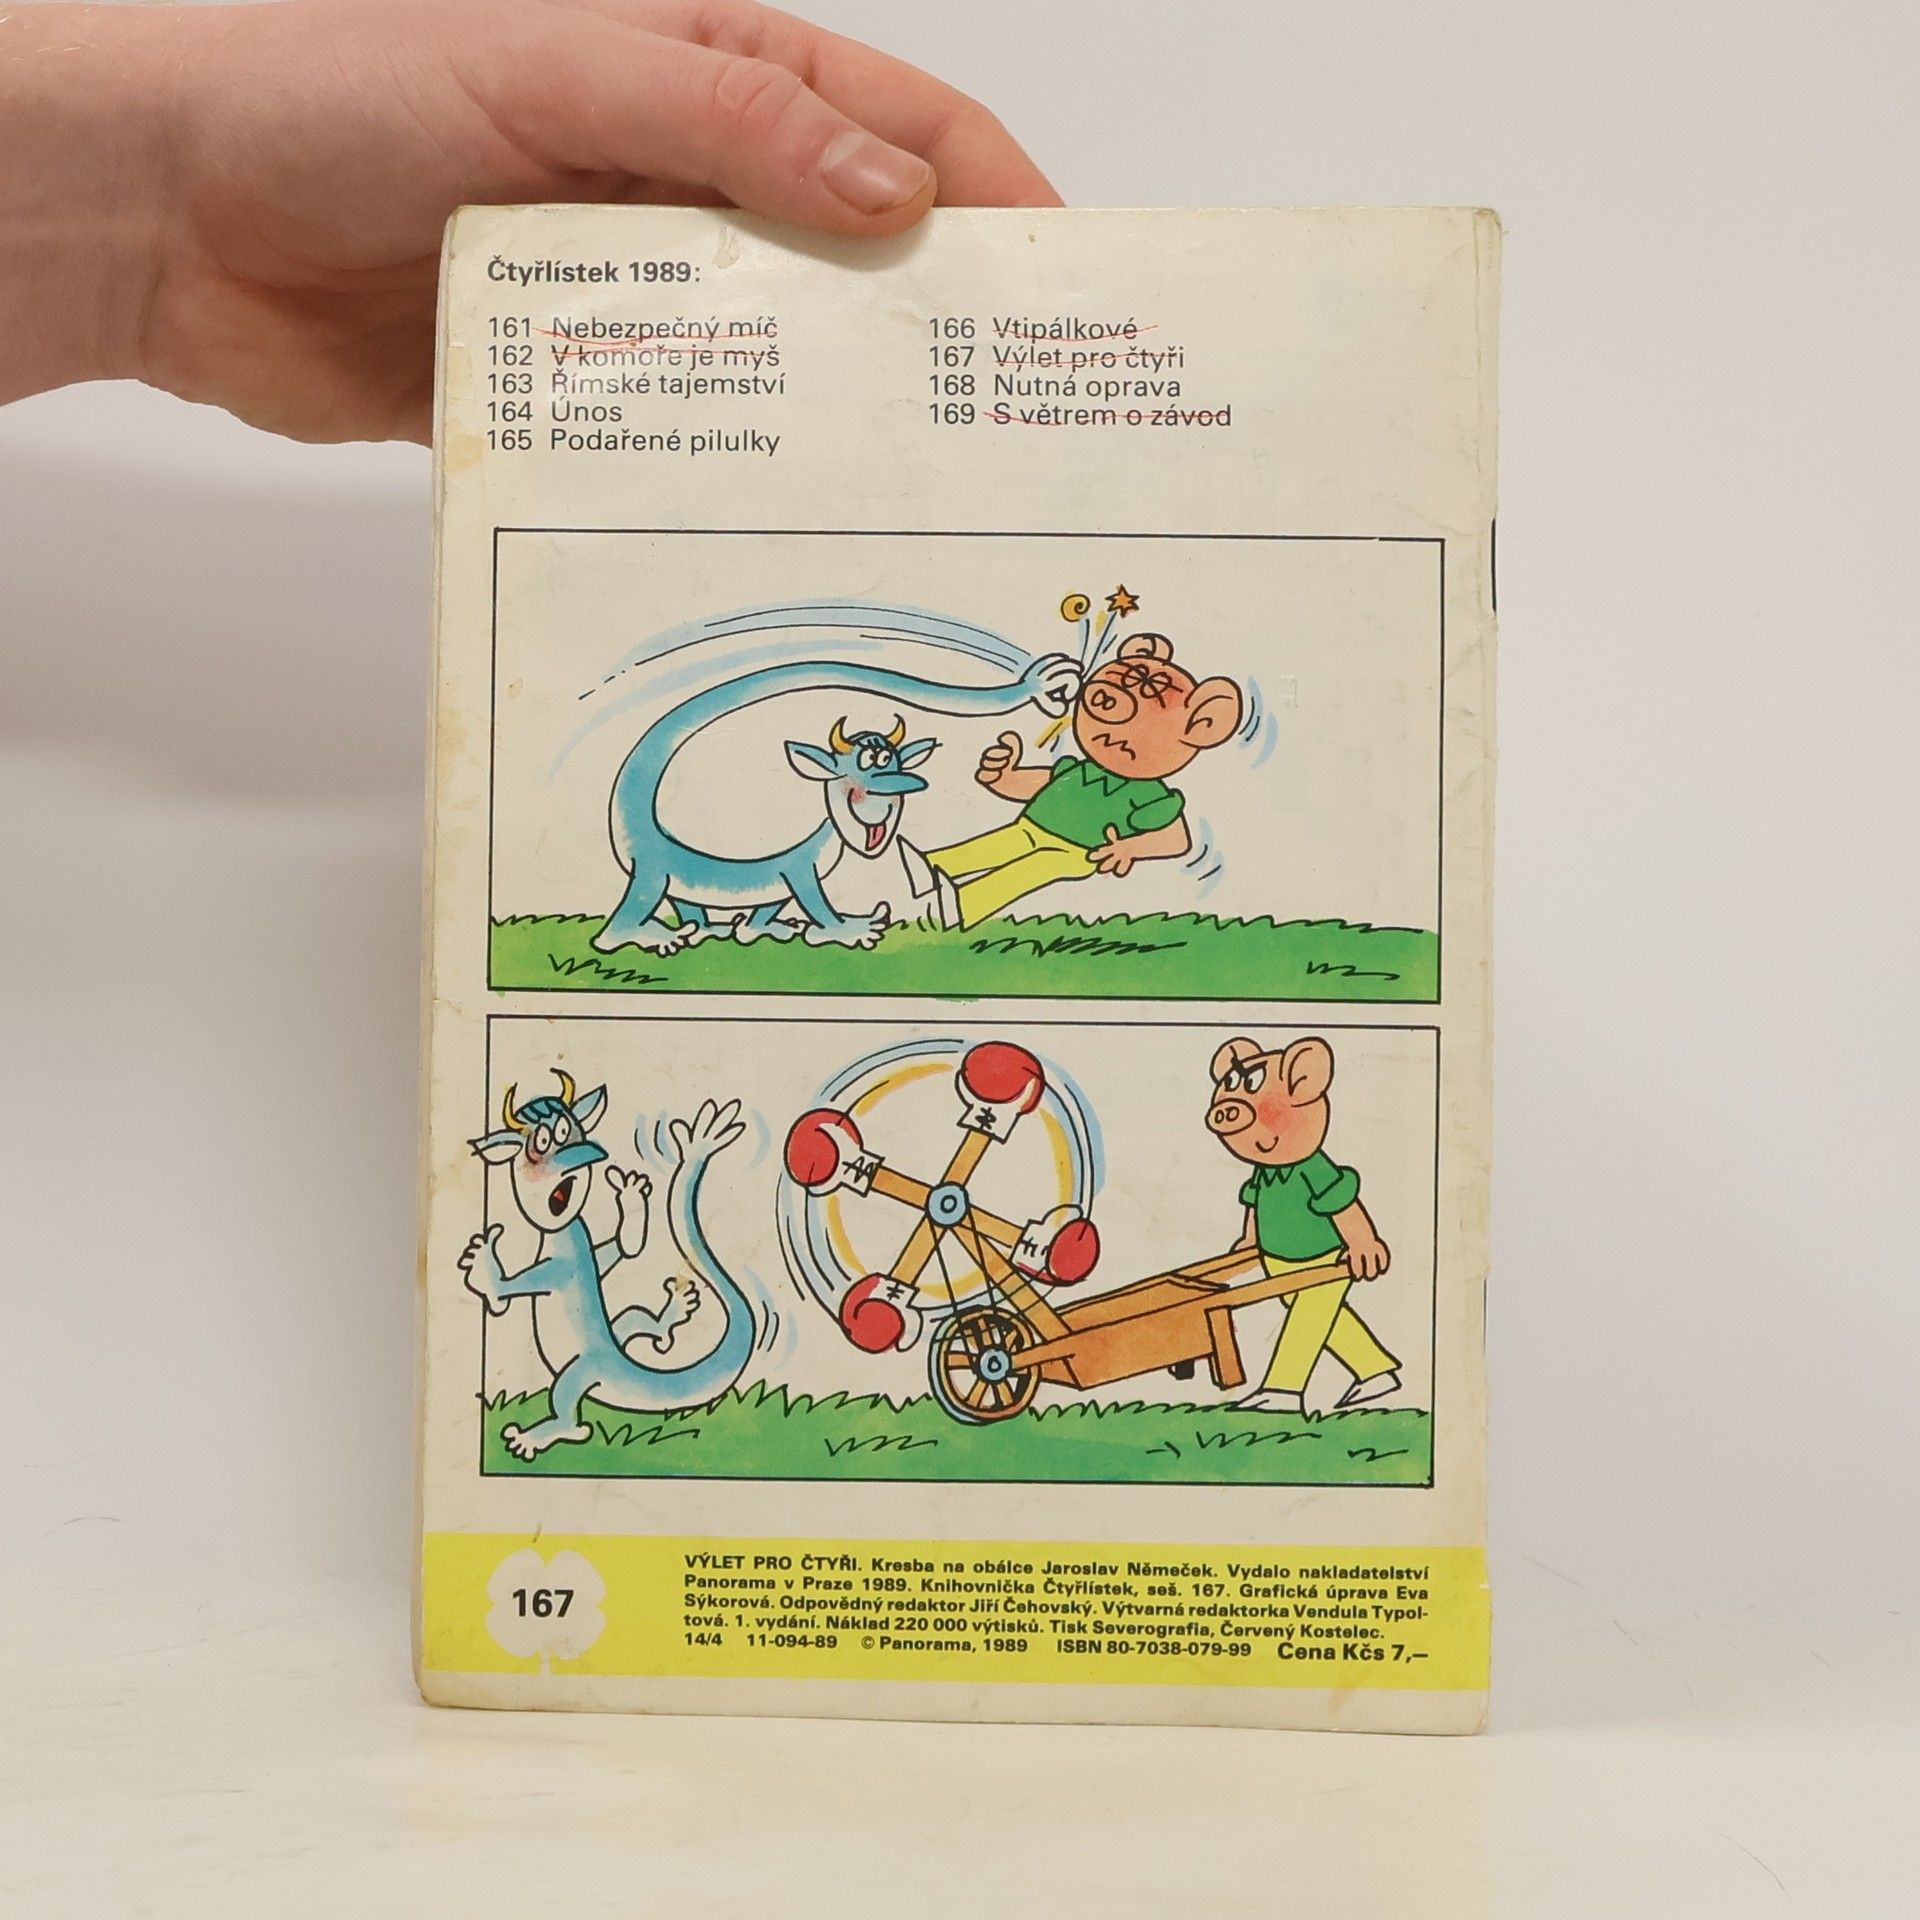 Čtyřlístek 1989:
161 Nebezpečný míč
162 V komoře je myš
163 Římské tajemství
164 Únos
165 Podařené pilulky
166 Vtipálkové
167 Výlet pro čtyři
168 Nutná oprava
169 S větrem o závod
167
VÝLET PRO ČTYŘI. Kresba na obálce Jaroslav Němeček. Vydalo nakladatelství
Panorama v Praze 1989. Knihovnička Čtyřlístek, seš. 167. Grafická úprava Eva
Sýkorová. Odpovědný redaktor Jiří Čehovský. Výtvarná redaktorka Vendula Typol-
tová. 1. vydání. Náklad 220 000 výtisků. Tisk Severografia, Červený Kostelec.
14/4 11-094-89 © Panorama, 1989 ISBN 80-7038-079-99 Cena Kčs 7,—